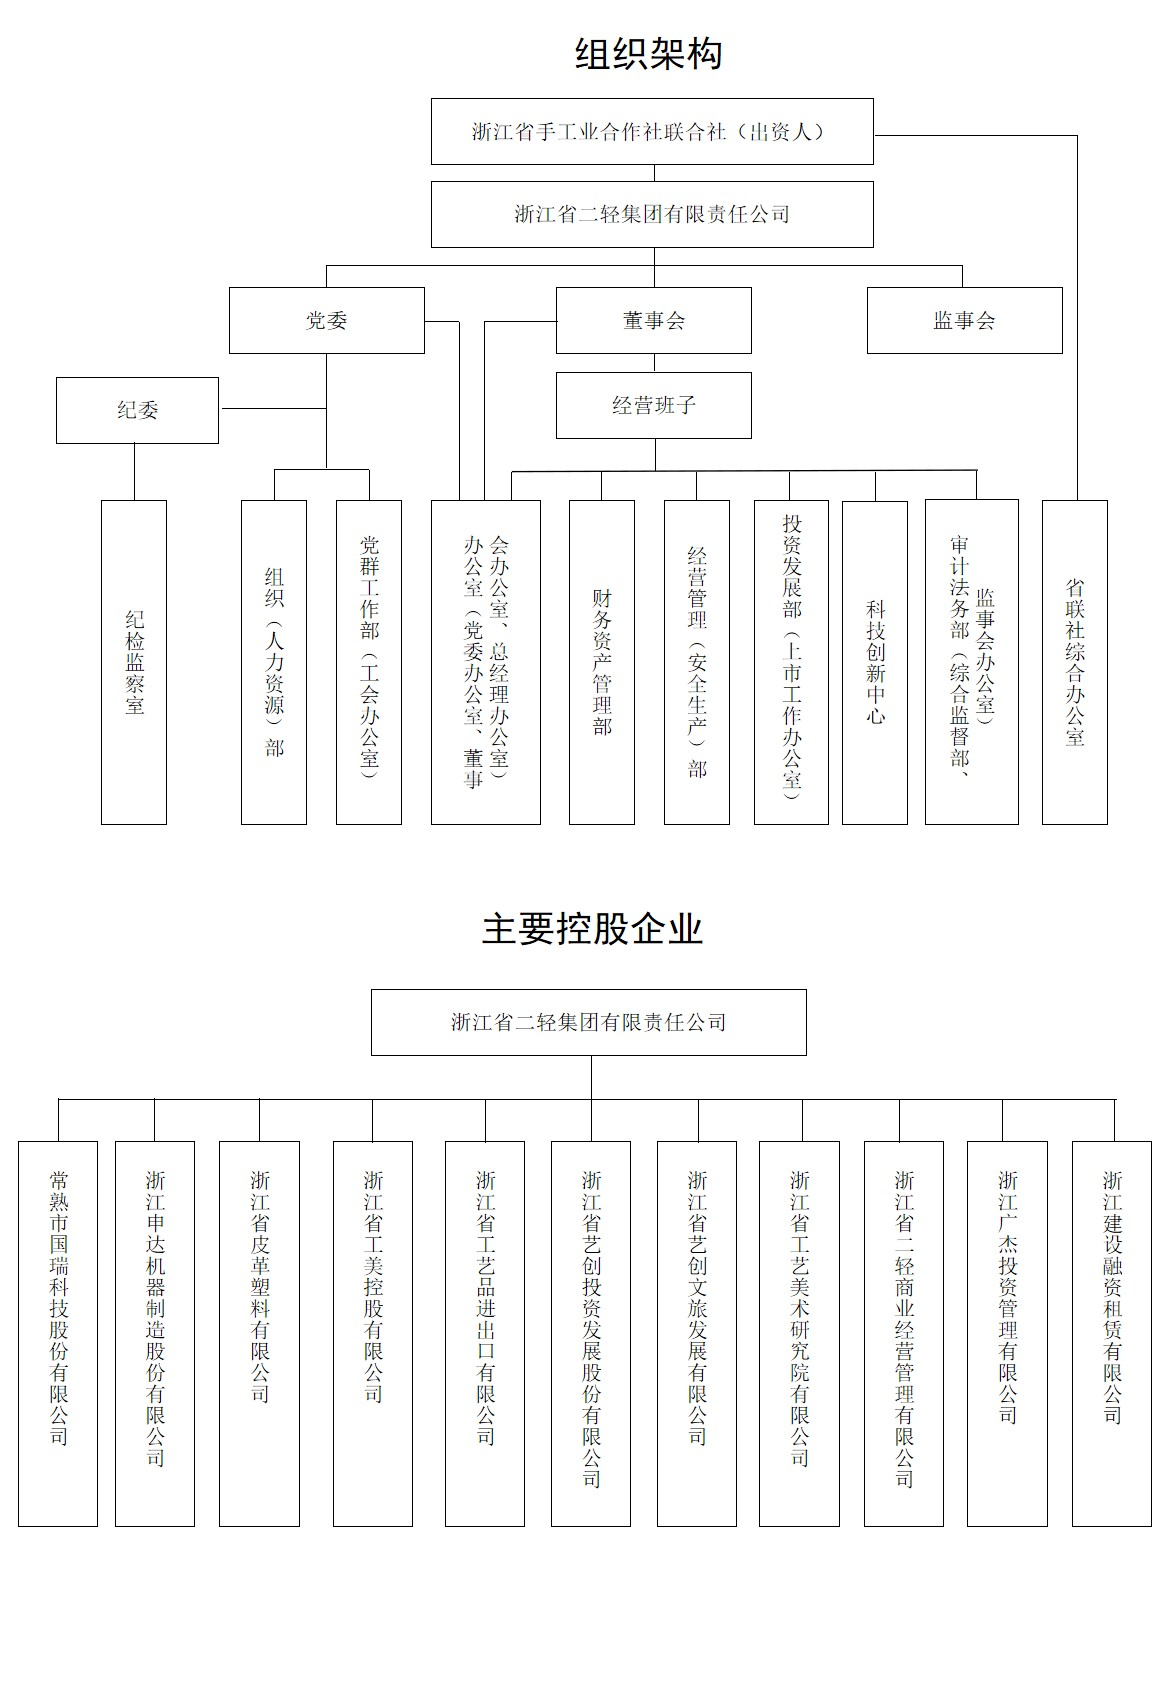 组织架构
浙江省手工业合作社联合社（出资人）
浙江省二轻集团有限责任公司
党委
董事会
监事会
纪委
经营班子
纪检监察室
组织（人力资源）部
党群工作部（工会办公室）
办公室（党委办公室、董事
会办公室、总经理办公室）
财务资产管理部
经营管理（安全生产）部
投资发展部（上市工作办公室）
科技创新中心
审计法务部（综合监督部、
监事会办公室）
省联社综合办公室
主要控股企业
浙江省二轻集团有限责任公司
常熟市国瑞科技股份有限公司
浙江申达机器制造股份有限公司
浙江省皮革塑料有限公司
浙江省工美控股有限公司
浙江省工艺品进出口有限公司
浙江省艺创投资发展股份有限公司
浙江省艺创文旅发展有限公司
浙江省工艺美术研究院有限公司
浙江省二轻商业经营管理有限公司
浙江广杰投资管理有限公司
浙江建设融资租赁有限公司